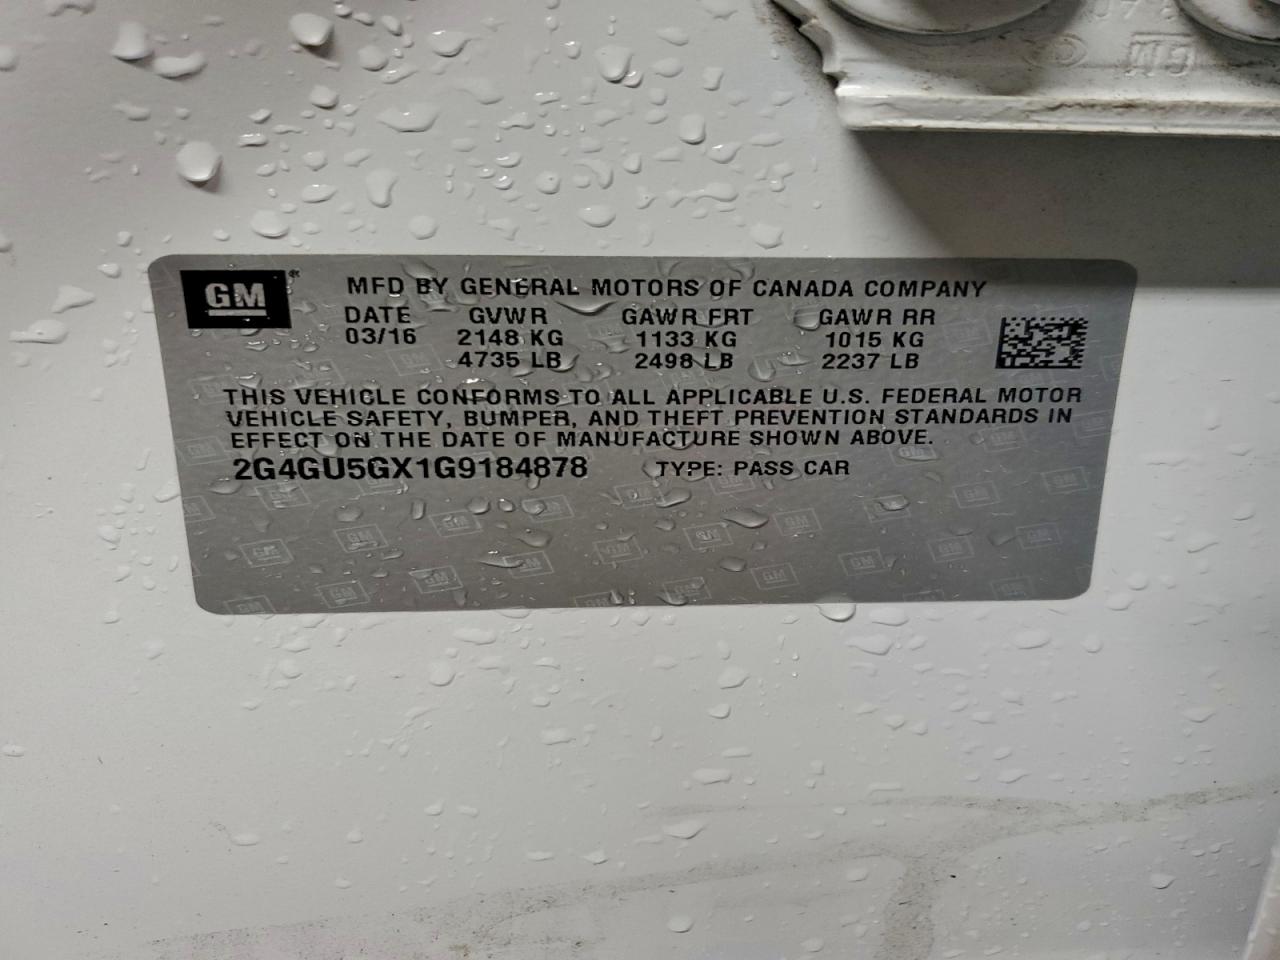 GM ®
MFD BY GENERAL MOTORS OF CANADA COMPANY
DATE GVWR GAWR FRT GAWR RR
03/16 2148 KG 1133 KG 1015 KG
4735 LB 2498 LB 2237 LB
THIS VEHICLE CONFORMS TO ALL APPLICABLE U.S. FEDERAL MOTOR
VEHICLE SAFETY, BUMPER, AND THEFT PREVENTION STANDARDS IN
EFFECT ON THE DATE OF MANUFACTURE SHOWN ABOVE.
2G4GU5GX1G9184878 TYPE: PASS CAR